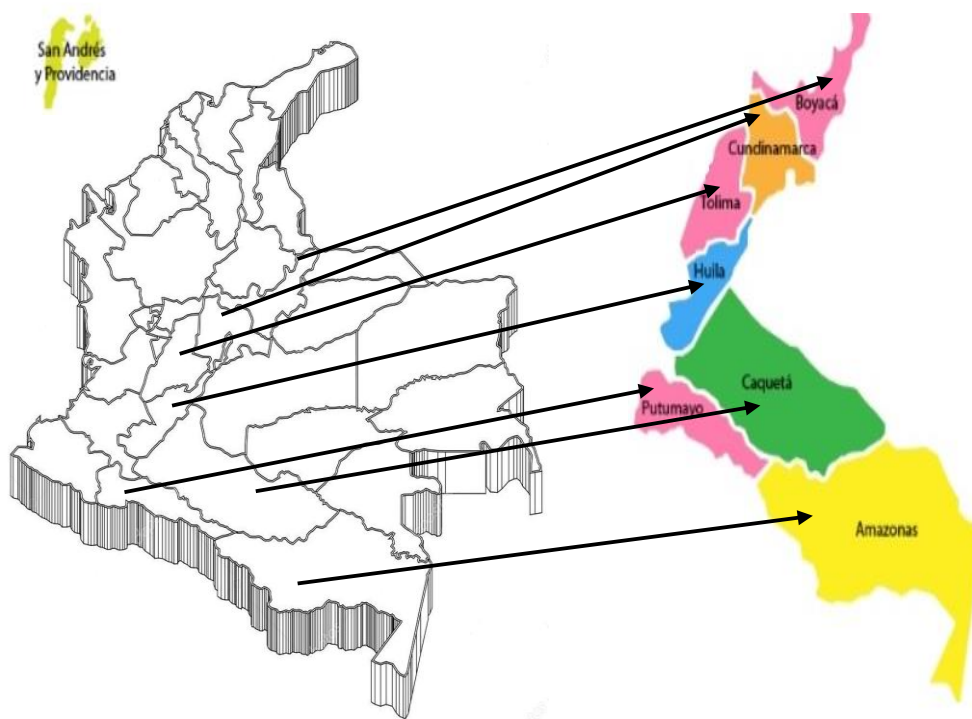 San Andrés
y Providencia
Boyacá
Cundinamarca
Tolima
Huila
Caquetá
Putumayo
Amazonas